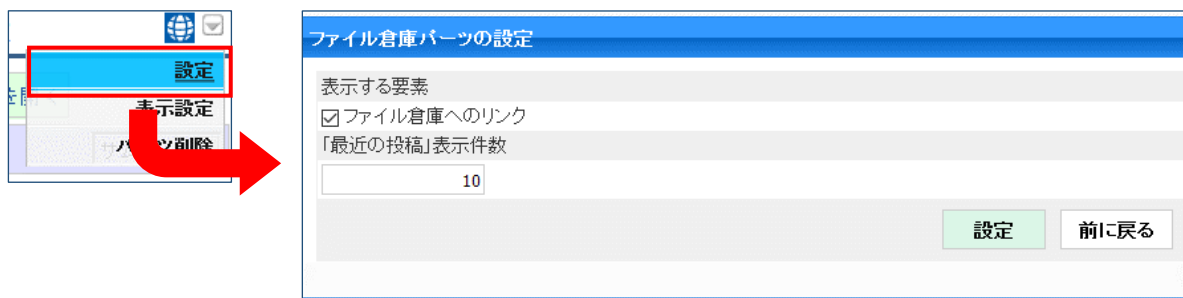 設定
表示設定
ツ削除
ファイル倉庫パーツの設定
表示する要素
ファイル倉庫へのリンク
「最近の投稿」表示件数
10
設定
前に戻る